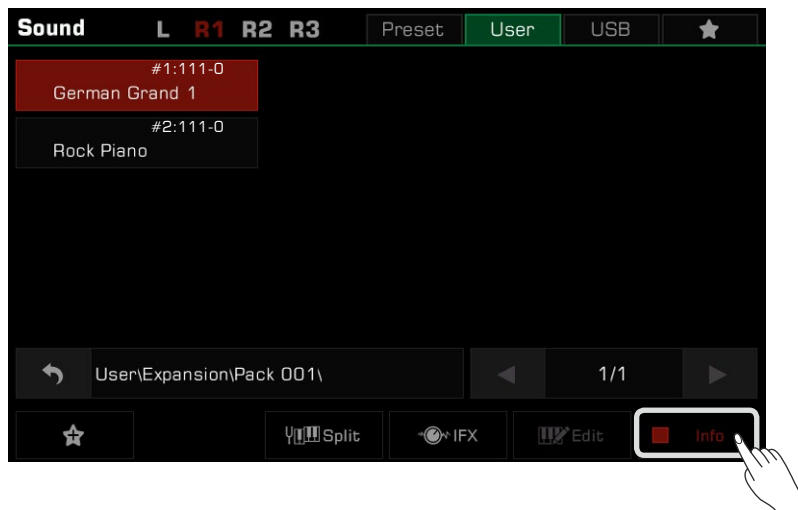 Sound L R1 R2 R3 Preset User USB
#1:111-0
German Grand 1
#2:111-0
Rock Piano
User\Expansion\Pack 001\ 1/1
Split IFX Edit Info